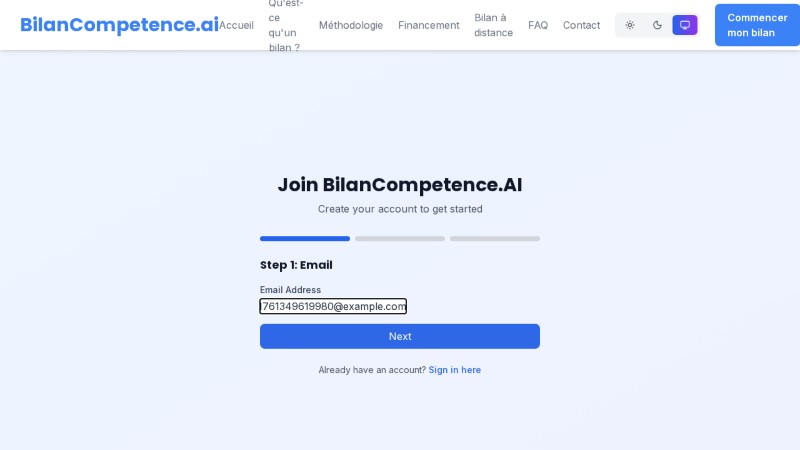 BilanCompetence.ai
Accueil
Qu'est-
ce
qu'un
bilan ?
Méthodologie
Financement
Bilan à
distance
FAQ
Contact
Commencer
mon bilan
Join BilanCompetence.AI
Create your account to get started
Step 1: Email
Email Address
1761349619980@example.com
Next
Already have an account? Sign in here